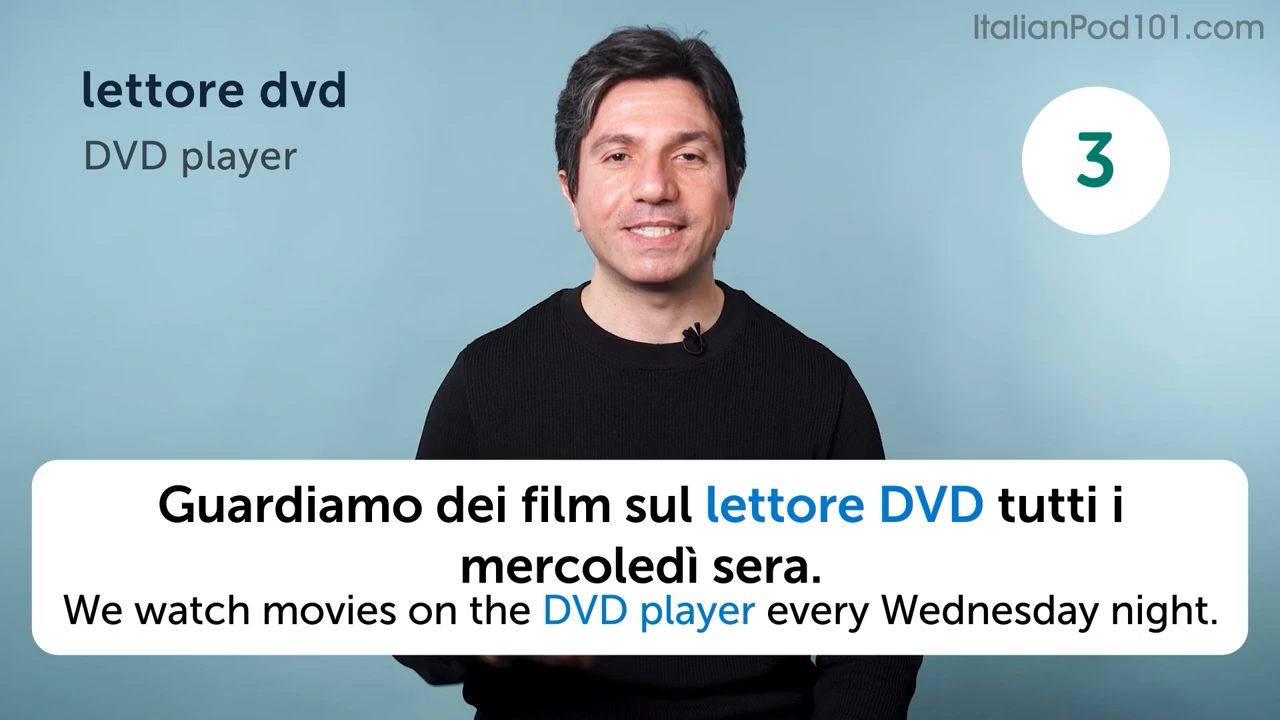 ItalianPod101.com
lettore dvd
DVD player
3
Guardiamo dei film sul lettore DVD tutti i
mercoledì sera.
We watch movies on the DVD player every Wednesday night.